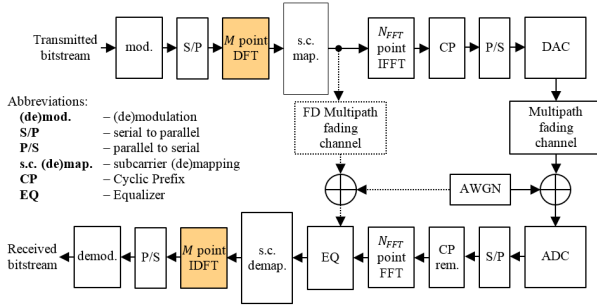 Transmitted
bitstream
mod.
S/P
M point
DFT
s.c.
map.
N_FFT
point
IFFT
CP
P/S
DAC
Abbreviations:
(de)mod. – (de)modulation
S/P – serial to parallel
P/S – parallel to serial
s.c. (de)map. – subcarrier (de)mapping
CP – Cyclic Prefix
EQ – Equalizer
FD Multipath
fading
channel
Multipath
fading
channel
AWGN
Received
bitstream
demod.
P/S
M point
IDFT
s.c.
demap.
EQ
N_FFT
point
FFT
CP
rem.
S/P
ADC